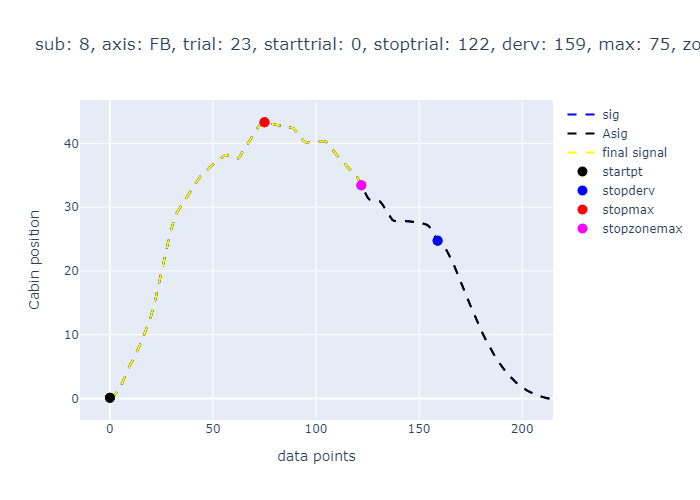 sub: 8, axis: FB, trial: 23, starttrial: 0, stoptrial: 122, derv: 159, max: 75, zo
sig
Asig
final signal
startpt
stopderv
stopmax
stopzonemax
Cabin position
40
30
20
10
0
0 50 100 150 200
data points